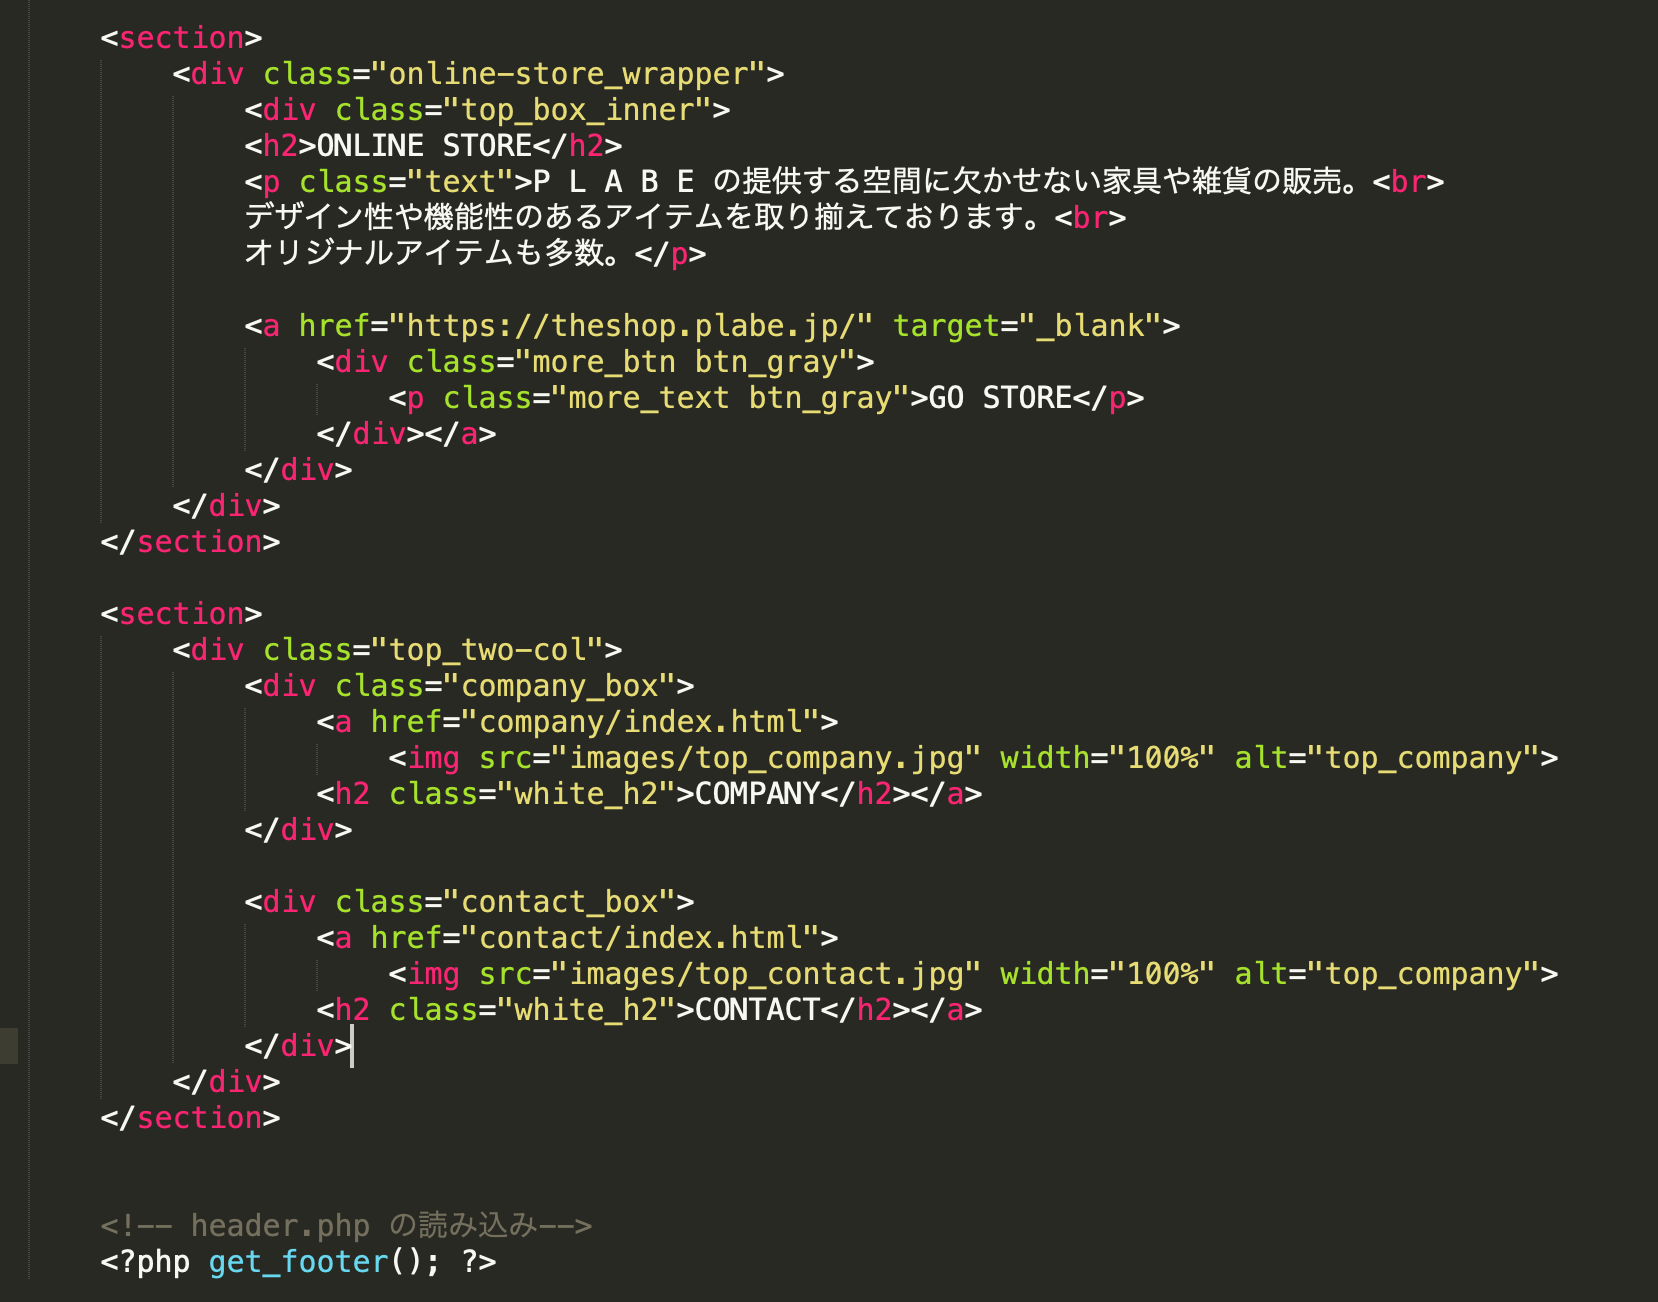 <section>
<div class="online-store_wrapper">
<div class="top_box_inner">
<h2>ONLINE STORE</h2>
<p class="text">P L A B E の提供する空間に欠かせない家具や雑貨の販売。<br>
デザイン性や機能性のあるアイテムを取り揃えております。<br>
オリジナルアイテムも多数。</p>
<a href="https://theshop.plabe.jp/" target="_blank">
<div class="more_btn btn_gray">
<p class="more_text btn_gray">GO STORE</p>
</div></a>
</div>
</div>
</section>
<section>
<div class="top_two-col">
<div class="company_box">
<a href="company/index.html">
<img src="images/top_company.jpg" width="100%" alt="top_company">
<h2 class="white_h2">COMPANY</h2></a>
</div>
<div class="contact_box">
<a href="contact/index.html">
<img src="images/top_contact.jpg" width="100%" alt="top_company">
<h2 class="white_h2">CONTACT</h2></a>
</div>
</div>
</section>
<!-- header.php の読み込み-->
<?php get_footer(); ?>